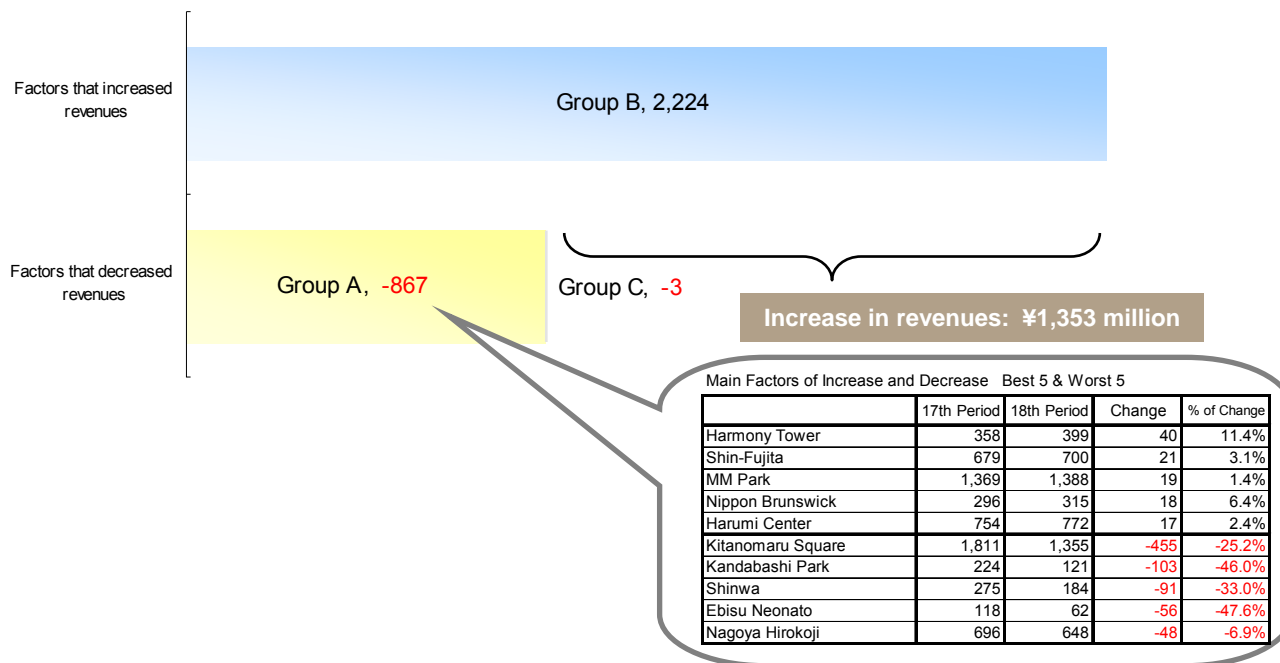 Factors that increased
revenues
Group B, 2,224
Factors that decreased
revenues
Group A, -867
Group C, -3
Increase in revenues: ¥1,353 million
Main Factors of Increase and Decrease Best 5 & Worst 5
17th Period 18th Period Change % of Change
Harmony Tower 358 399 40 11.4%
Shin-Fujita 679 700 21 3.1%
MM Park 1,369 1,388 19 1.4%
Nippon Brunswick 296 315 18 6.4%
Harumi Center 754 772 17 2.4%
Kitanomaru Square 1,811 1,355 -455 -25.2%
Kandabashi Park 224 121 -103 -46.0%
Shinwa 275 184 -91 -33.0%
Ebisu Neonato 118 62 -56 -47.6%
Nagoya Hirokoji 696 648 -48 -6.9%